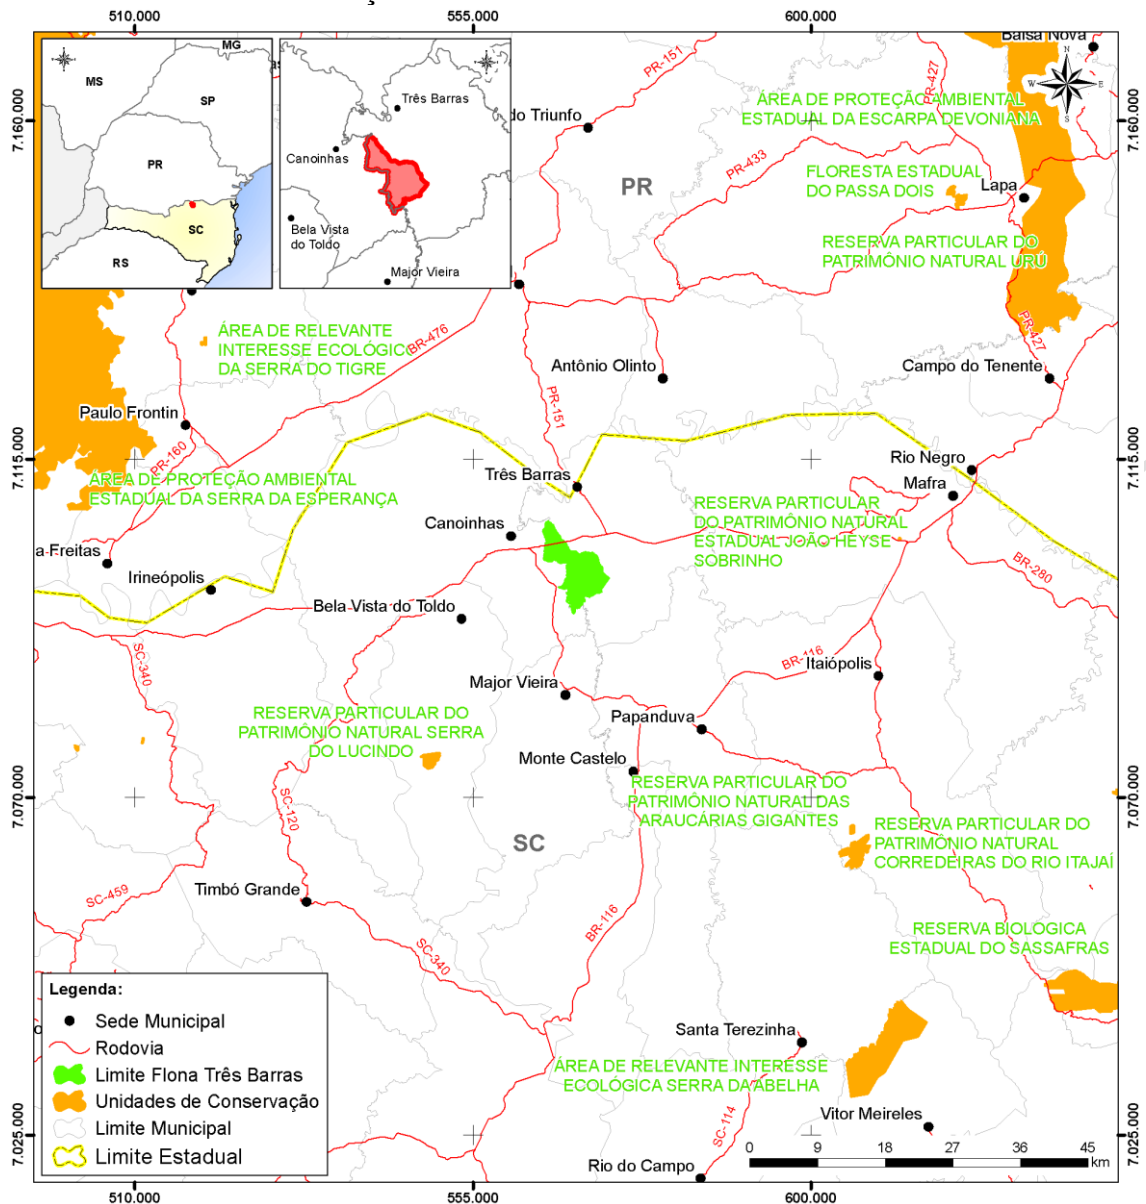 510.000
555.000
600.000
7.160.000
7.115.000
7.070.000
7.025.000
MG
MS
SP
PR
SC
RS
Três Barras
Canoinhas
Bela Vista
do Toldo
Major Vieira
do Triunfo
PR-151
PR-427
Balsa Nova
N
W
E
S
ÁREA DE PROTEÇÃO AMBIENTAL
ESTADUAL DA ESCARPA DEVONIANA
PR-433
PR
FLORESTA ESTADUAL
DO PASSA DOIS
Lapa
RESERVA PARTICULAR DO
PATRIMÔNIO NATURAL URÚ
ÁREA DE RELEVANTE
INTERESSE ECOLÓGICO
DA SERRA DO TIGRE
BR-476
PR-427
Antônio Olinto
Campo do Tenente
PR-151
Paulo Frontin
PR-160
ÁREA DE PROTEÇÃO AMBIENTAL
ESTADUAL DA SERRA DA ESPERANÇA
Três Barras
Rio Negro
Mafra
RESERVA PARTICULAR
DO PATRIMÔNIO NATURAL
ESTADUAL JOÃO HEYSE
SOBRINHO
Canoinhas
a Freitas
Irineópolis
BR-280
Bela Vista do Toldo
SC-340
BR-116
Itaiópolis
Major Vieira
Papanduva
RESERVA PARTICULAR DO
PATRIMÔNIO NATURAL SERRA
DO LUCINDO
Monte Castelo
RESERVA PARTICULAR DO
PATRIMÔNIO NATURAL DAS
ARAUCÁRIAS GIGANTES
SC-120
SC
RESERVA PARTICULAR DO
PATRIMÔNIO NATURAL
CORREDEIRAS DO RIO ITAJAÍ
SC-459
Timbó Grande
BR-116
SC-340
RESERVA BIOLÓGICA
ESTADUAL DO SASSAFRAS
Santa Terezinha
ÁREA DE RELEVANTE INTERESSE
ECOLÓGICA SERRA DA ABELHA
Vitor Meireles
SC-114
Rio do Campo
Legenda:
Sede Municipal
Rodovia
Limite Flona Três Barras
Unidades de Conservação
Limite Municipal
Limite Estadual
0 9 18 27 36 45
km
510.000
555.000
600.000